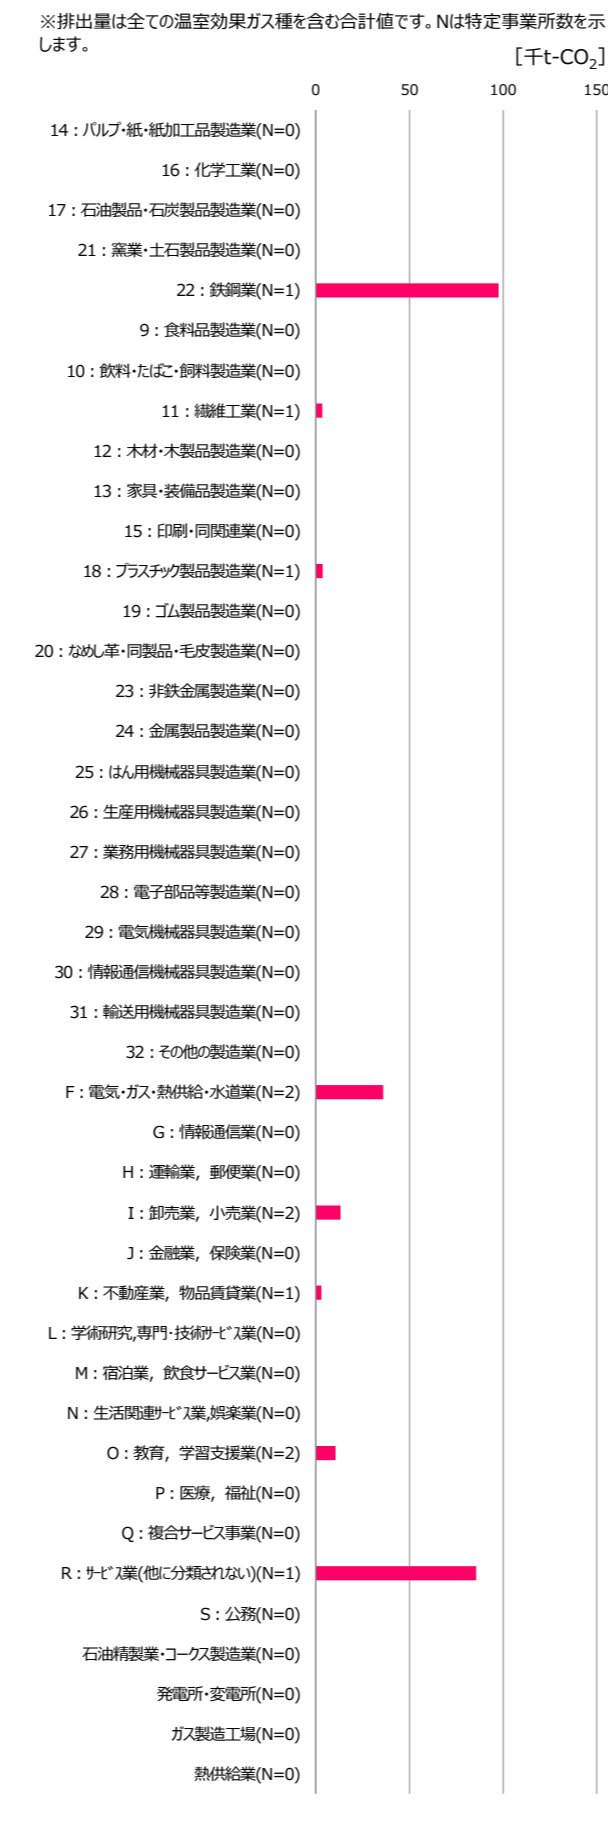 ※排出量は全ての温室効果ガス種を含む合計値です。Nは特定事業所数を示
します。
[千t-CO₂]
0 50 100 150
14：パルプ・紙・紙加工品製造業(N=0)
16：化学工業(N=0)
17：石油製品・石炭製品製造業(N=0)
21：窯業・土石製品製造業(N=0)
22：鉄鋼業(N=1)
9：食料品製造業(N=0)
10：飲料・たばこ・飼料製造業(N=0)
11：繊維工業(N=1)
12：木材・木製品製造業(N=0)
13：家具・装備品製造業(N=0)
15：印刷・同関連業(N=0)
18：プラスチック製品製造業(N=1)
19：ゴム製品製造業(N=0)
20：なめし革・同製品・毛皮製造業(N=0)
23：非鉄金属製造業(N=0)
24：金属製品製造業(N=0)
25：はん用機械器具製造業(N=0)
26：生産用機械器具製造業(N=0)
27：業務用機械器具製造業(N=0)
28：電子部品等製造業(N=0)
29：電気機械器具製造業(N=0)
30：情報通信機械器具製造業(N=0)
31：輸送用機械器具製造業(N=0)
32：その他の製造業(N=0)
F：電気・ガス・熱供給・水道業(N=2)
G：情報通信業(N=0)
H：運輸業，郵便業(N=0)
I：卸売業，小売業(N=2)
J：金融業，保険業(N=0)
K：不動産業，物品賃貸業(N=1)
L：学術研究,専門・技術ｻｰﾋﾞｽ業(N=0)
M：宿泊業，飲食サービス業(N=0)
N：生活関連ｻｰﾋﾞｽ業,娯楽業(N=0)
O：教育，学習支援業(N=2)
P：医療，福祉(N=0)
Q：複合サービス事業(N=0)
R：ｻｰﾋﾞｽ業(他に分類されない)(N=1)
S：公務(N=0)
石油精製業・コークス製造業(N=0)
発電所・変電所(N=0)
ガス製造工場(N=0)
熱供給業(N=0)